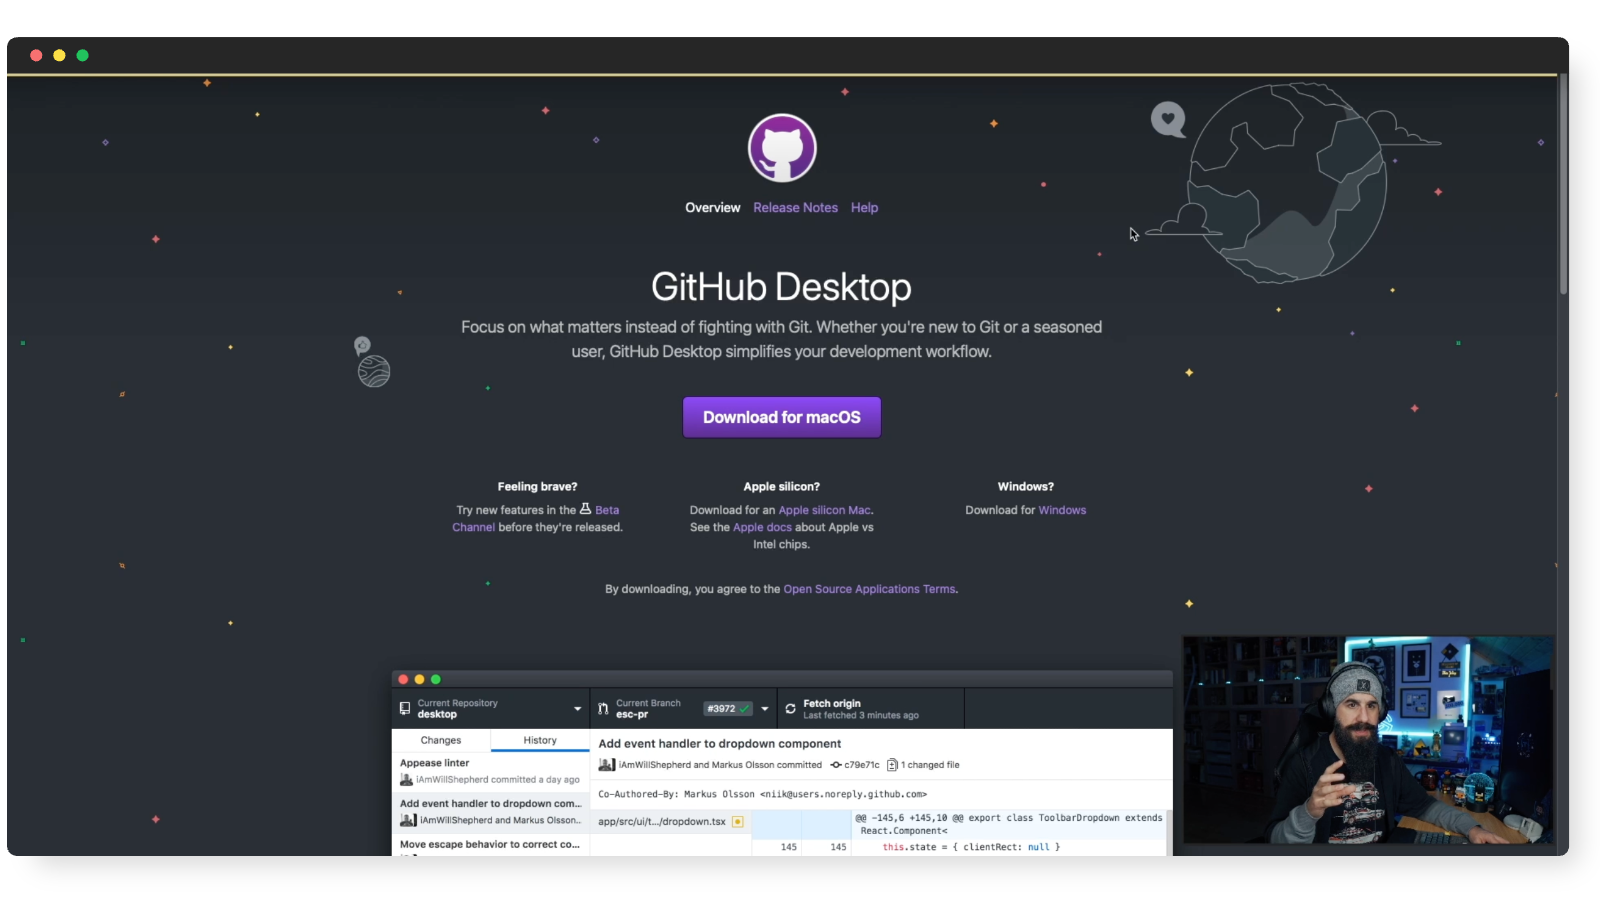 Overview Release Notes Help
GitHub Desktop
Focus on what matters instead of fighting with Git. Whether you're new to Git or a seasoned
user, GitHub Desktop simplifies your development workflow.
Download for macOS
Feeling brave?
Try new features in the Beta
Channel before they're released.
Apple silicon?
Download for an Apple silicon Mac.
See the Apple docs about Apple vs
Intel chips.
Windows?
Download for Windows
By downloading, you agree to the Open Source Applications Terms.
Current Repository
desktop
Current Branch
esc-pr
#3972
Fetch origin
Last fetched 3 minutes ago
Changes History
Appease linter
iAmWillShepherd committed a day ago
Add event handler to dropdown com...
iAmWillShepherd and Markus Olsson...
Move escape behavior to correct co...
Add event handler to dropdown component
iAmWillShepherd and Markus Olsson committed c79e71c 1 changed file
Co-Authored-By: Markus Olsson <niik@users.noreply.github.com>
app/src/ui/t.../dropdown.tsx
@@ -145,6 +145,10 @@ export class ToolbarDropdown extends
React.Component<
145 145 this.state = { clientRect: null }